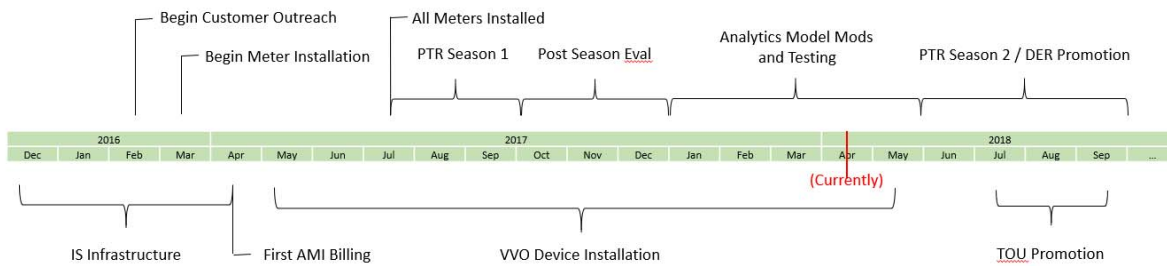 Begin Customer Outreach
All Meters Installed
Begin Meter Installation
PTR Season 1
Post Season Eval
Analytics Model Mods
and Testing
PTR Season 2 / DER Promotion
2016 2017 2018
Dec Jan Feb Mar Apr May Jun Jul Aug Sep Oct Nov Dec Jan Feb Mar Apr May Jun Jul Aug Sep ...
(Currently)
IS Infrastructure
First AMI Billing
VVO Device Installation
TOU Promotion